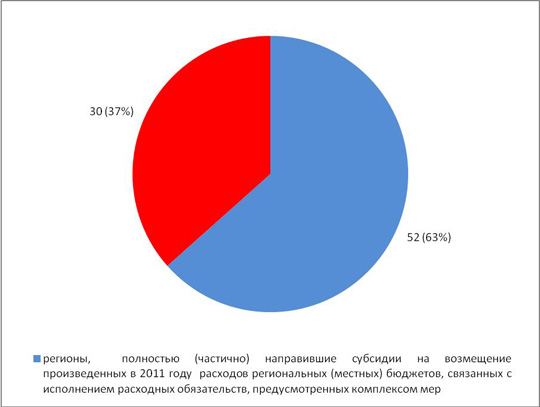 30 (37%)
52 (63%)
регионы, полностью (частично) направившие субсидии на возмещение
произведенных в 2011 году расходов региональных (местных) бюджетов, связанных
с исполнением расходных обязательств, предусмотренных комплексом мер